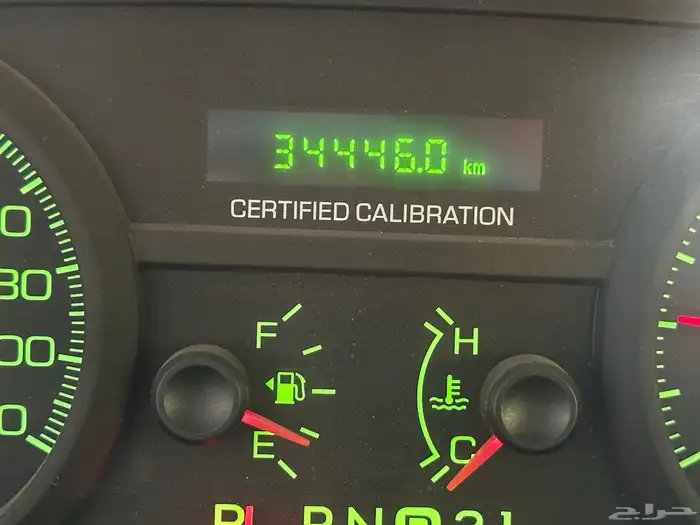 34446.0 km
CERTIFIED CALIBRATION
F
H
E
C
حراج